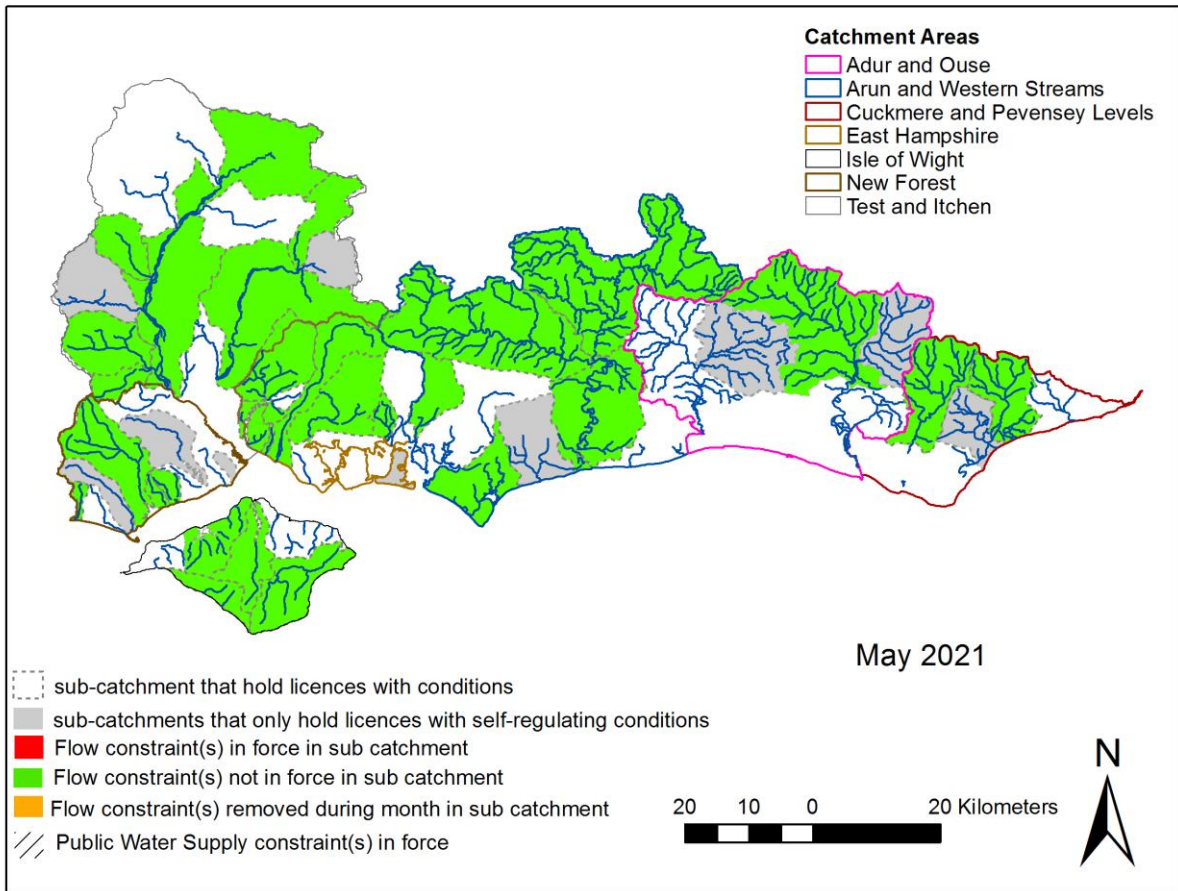 Catchment Areas
Adur and Ouse
Arun and Western Streams
Cuckmere and Pevensey Levels
East Hampshire
Isle of Wight
New Forest
Test and Itchen
May 2021
sub-catchment that hold licences with conditions
sub-catchments that only hold licences with self-regulating conditions
Flow constraint(s) in force in sub catchment
Flow constraint(s) not in force in sub catchment
Flow constraint(s) removed during month in sub catchment
Public Water Supply constraint(s) in force
20 10 0 20 Kilometers
N